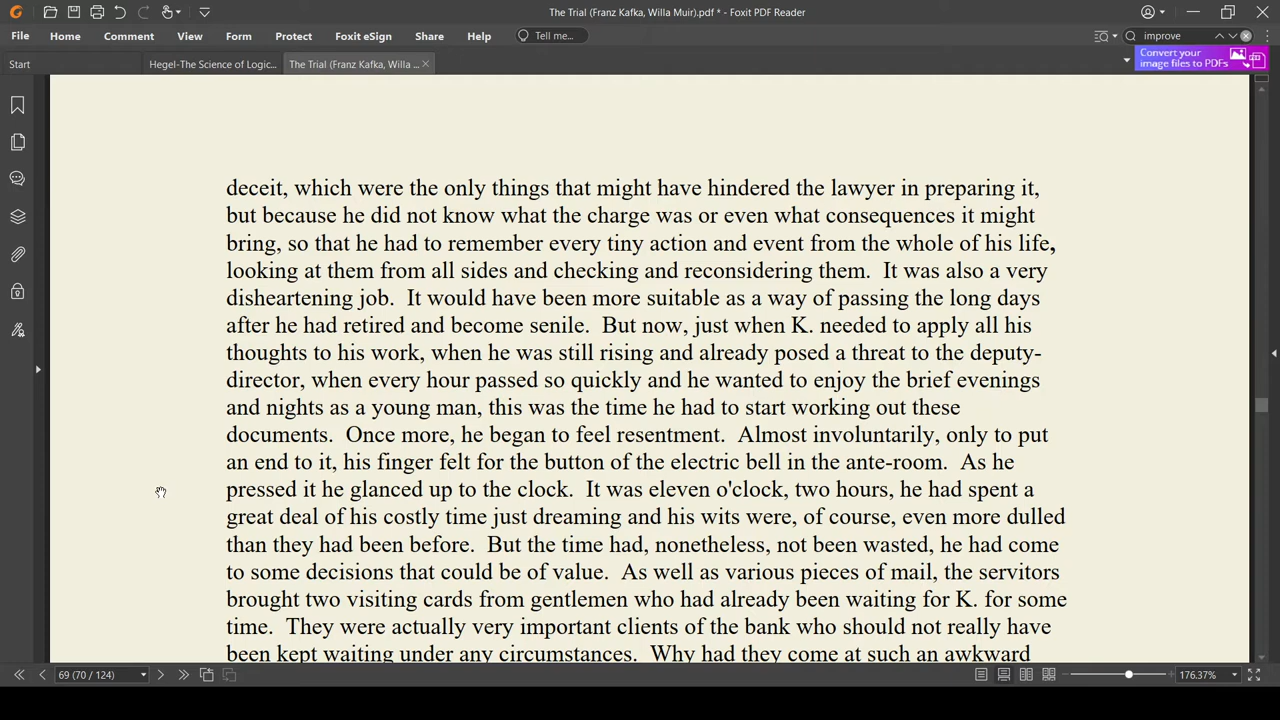 The Trial (Franz Kafka, Willa Muir).pdf * - Foxit PDF Reader
File Home Comment View Form Protect Foxit eSign Share Help Tell me... improve
Start Hegel-The Science of Logic... The Trial (Franz Kafka, Willa ... Convert your
image files to PDFs
deceit, which were the only things that might have hindered the lawyer in preparing it,
but because he did not know what the charge was or even what consequences it might
bring, so that he had to remember every tiny action and event from the whole of his life,
looking at them from all sides and checking and reconsidering them.  It was also a very
disheartening job.  It would have been more suitable as a way of passing the long days
after he had retired and become senile.  But now, just when K. needed to apply all his
thoughts to his work, when he was still rising and already posed a threat to the deputy-
director, when every hour passed so quickly and he wanted to enjoy the brief evenings
and nights as a young man, this was the time he had to start working out these
documents.  Once more, he began to feel resentment.  Almost involuntarily, only to put
an end to it, his finger felt for the button of the electric bell in the ante-room.  As he
pressed it he glanced up to the clock.  It was eleven o'clock, two hours, he had spent a
great deal of his costly time just dreaming and his wits were, of course, even more dulled
than they had been before.  But the time had, nonetheless, not been wasted, he had come
to some decisions that could be of value.  As well as various pieces of mail, the servitors
brought two visiting cards from gentlemen who had already been waiting for K. for some
time.  They were actually very important clients of the bank who should not really have
been kept waiting under any circumstances.  Why had they come at such an awkward
69 (70 / 124) 176.37%